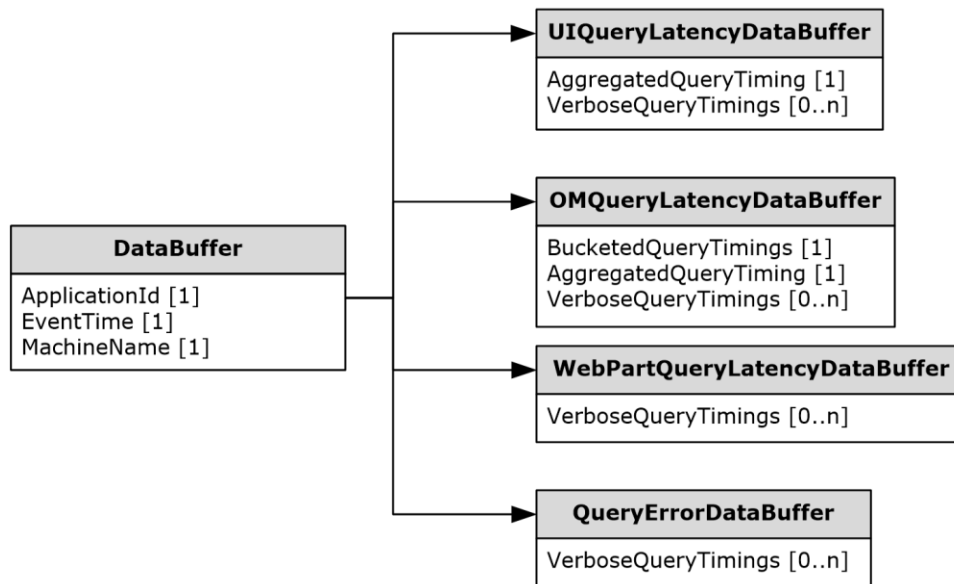 UIQueryLatencyDataBuffer
AggregatedQueryTiming [1]
VerboseQueryTimings [0..n]
OMQueryLatencyDataBuffer
BucketedQueryTimings [1]
AggregatedQueryTiming [1]
VerboseQueryTimings [0..n]
DataBuffer
ApplicationId [1]
EventTime [1]
MachineName [1]
WebPartQueryLatencyDataBuffer
VerboseQueryTimings [0..n]
QueryErrorDataBuffer
VerboseQueryTimings [0..n]